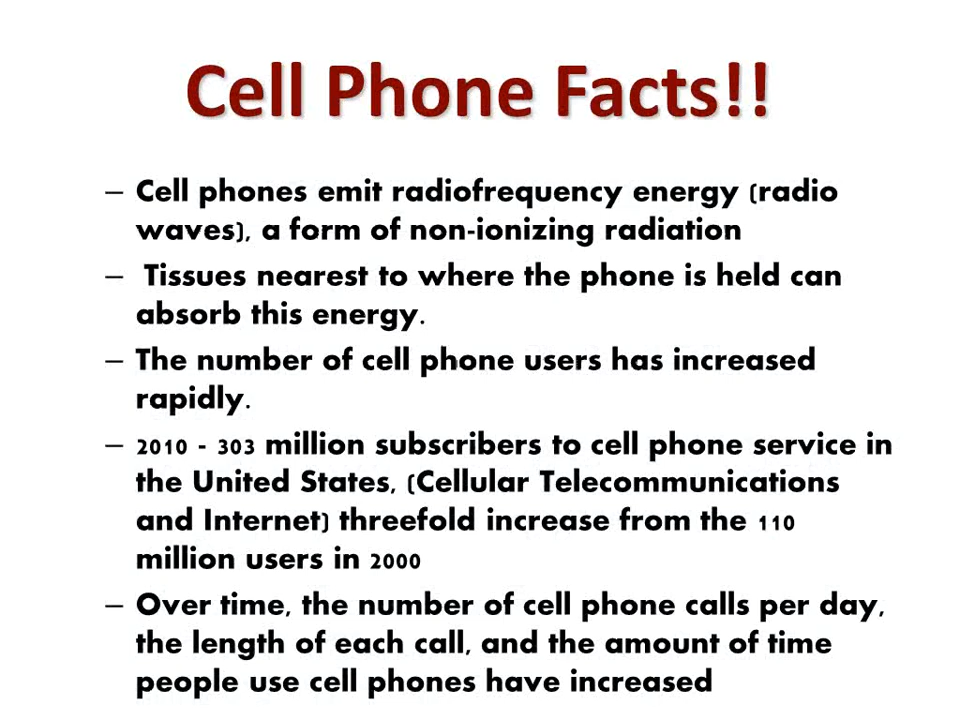 Cell Phone Facts!!
– Cell phones emit radiofrequency energy (radio
waves), a form of non-ionizing radiation
– Tissues nearest to where the phone is held can
absorb this energy.
– The number of cell phone users has increased
rapidly.
– 2010 - 303 million subscribers to cell phone service in
the United States, (Cellular Telecommunications
and Internet) threefold increase from the 110
million users in 2000
– Over time, the number of cell phone calls per day,
the length of each call, and the amount of time
people use cell phones have increased